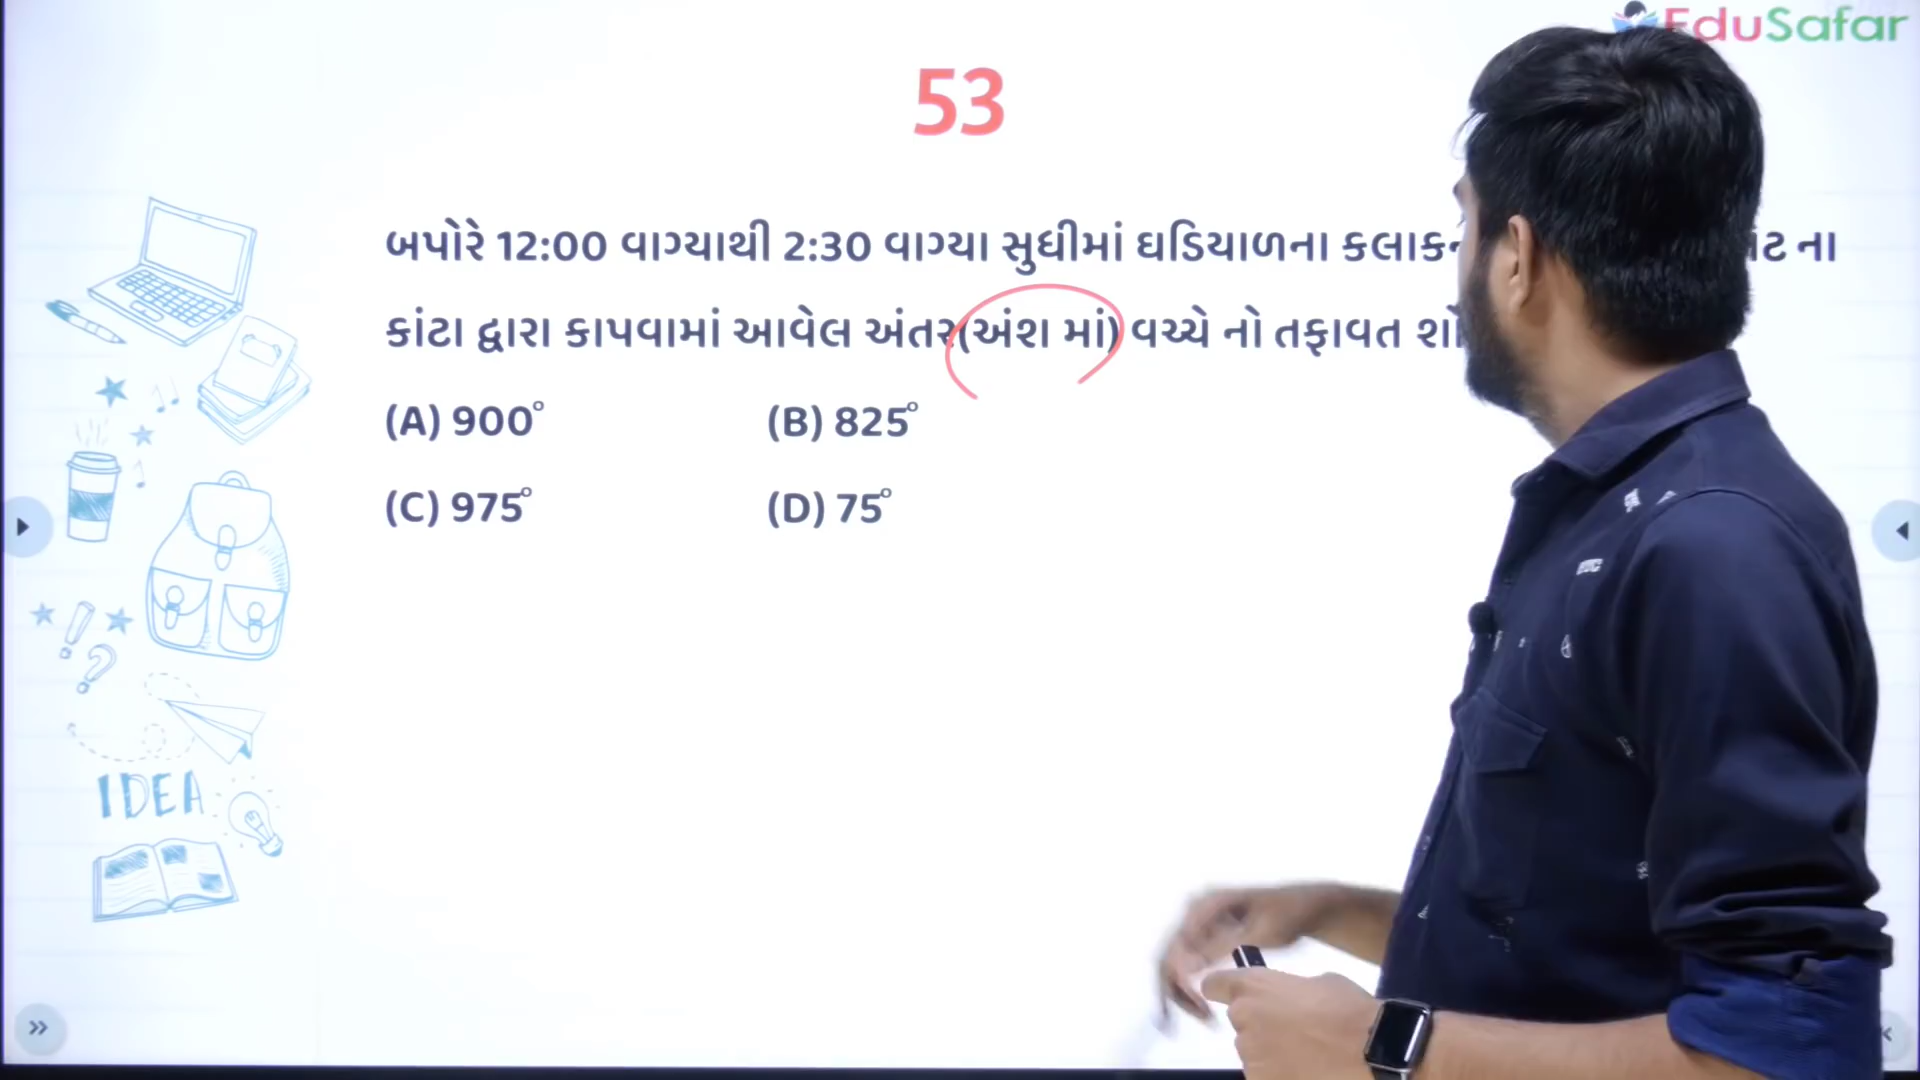 EduSafar
53
બપોરે 12:00 વાગ્યાથી 2:30 વાગ્યા સુધીમાં ઘડિયાળના ના
કાંટા દ્વારા કાપવામાં આવેલ અંતર(અંશ માં) વચ્ચે નો તફાવત
(A) 900° (B) 825°
(C) 975° (D) 75°
IDEA